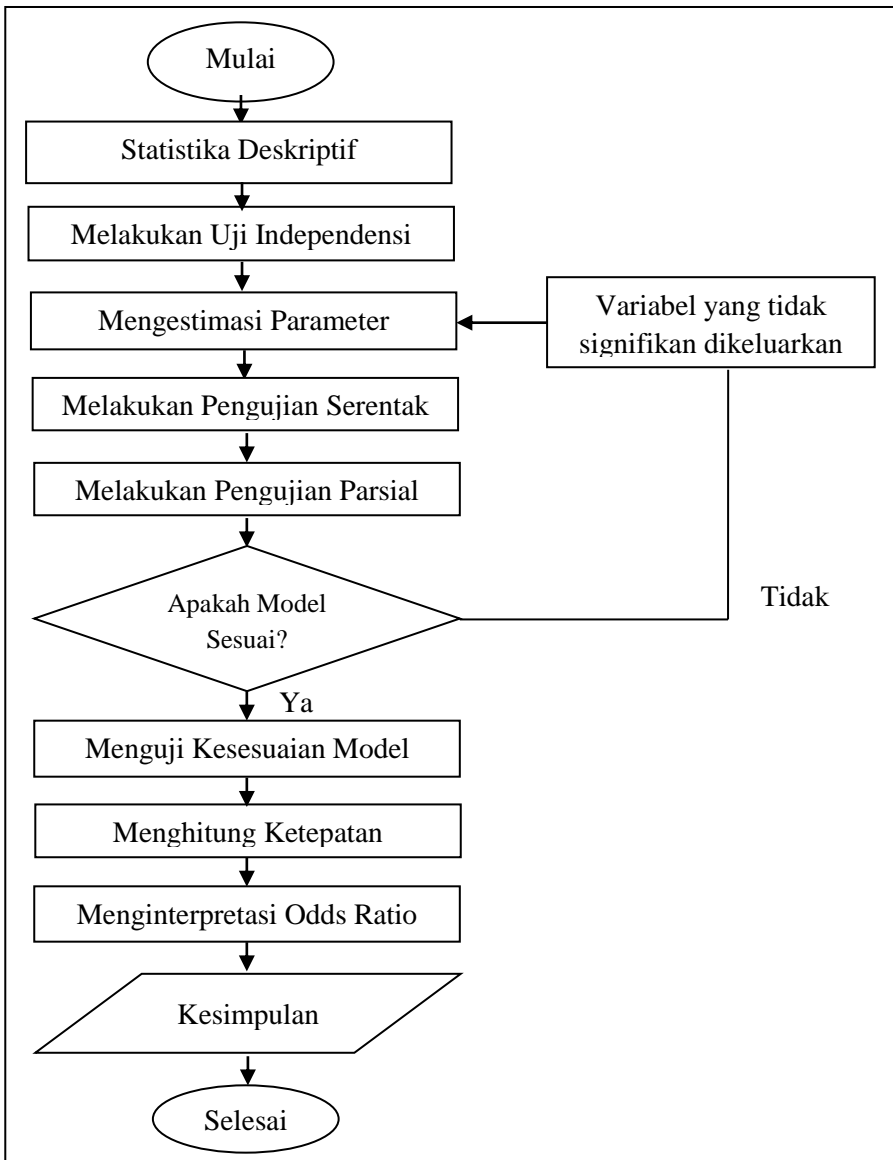 Mulai
Statistika Deskriptif
Melakukan Uji Independensi
Mengestimasi Parameter
Variabel yang tidak
signifikan dikeluarkan
Melakukan Pengujian Serentak
Melakukan Pengujian Parsial
Apakah Model
Sesuai?
Tidak
Ya
Menguji Kesesuaian Model
Menghitung Ketepatan
Menginterpretasi Odds Ratio
Kesimpulan
Selesai